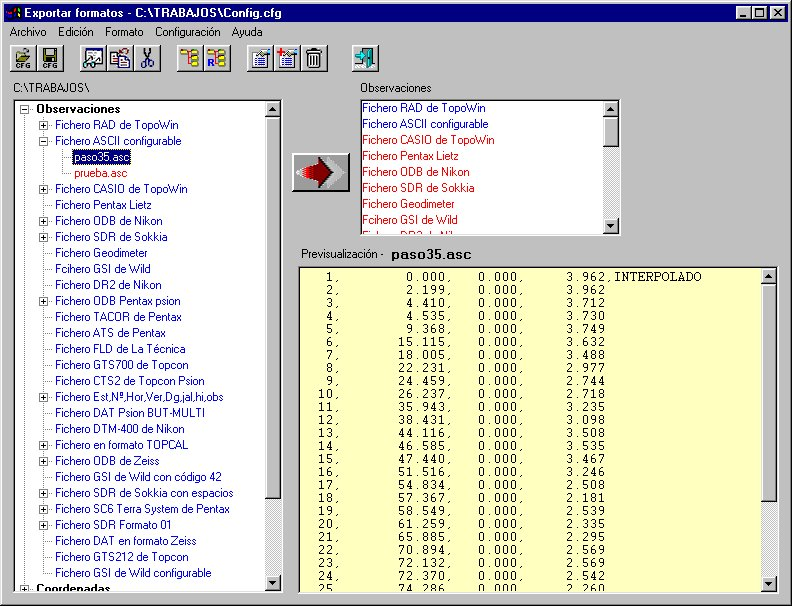 Exportar formatos - C:\TRABAJOS\Config.cfg
Archivo Edición Formato Configuración Ayuda
CFG CFG R
C:\TRABAJOS\
Observaciones
Fichero RAD de TopoWin
Fichero ASCII configurable
paso35.asc
prueba.asc
Fichero CASIO de TopoWin
Fichero Pentax Lietz
Fichero ODB de Nikon
Fichero SDR de Sokkia
Fichero Geodimeter
Fcihero GSI de Wild
Fichero DR2 de Nikon
Fichero ODB Pentax psion
Fichero TACOR de Pentax
Fichero ATS de Pentax
Fichero FLD de La Técnica
Fichero GTS700 de Topcon
Fichero CTS2 de Topcon Psion
Fichero Est,Nº,Hor,Ver,Dg,jal,hi,obs
Fichero DAT Psion BUT-MULTI
Fichero DTM-400 de Nikon
Fichero en formato TOPCAL
Fichero ODB de Zeiss
Fichero GSI de Wild con código 42
Fichero SDR de Sokkia con espacios
Fichero SC6 Terra System de Pentax
Fichero SDR Formato 01
Fichero DAT en formato Zeiss
Fichero GTS212 de Topcon
Fichero GSI de Wild configurable
Coordenadas
Observaciones
Fichero RAD de TopoWin
Fichero ASCII configurable
Fichero CASIO de TopoWin
Fichero Pentax Lietz
Fichero ODB de Nikon
Fichero SDR de Sokkia
Fichero Geodimeter
Fcihero GSI de Wild
Fichero DR2 de Nikon
Previsualización - paso35.asc
1, 0.000, 0.000, 3.962,INTERPOLADO
2, 2.199, 0.000, 3.962
3, 4.410, 0.000, 3.712
4, 4.535, 0.000, 3.730
5, 9.368, 0.000, 3.749
6, 15.115, 0.000, 3.632
7, 18.005, 0.000, 3.488
8, 22.231, 0.000, 2.977
9, 24.459, 0.000, 2.744
10, 26.237, 0.000, 2.718
11, 35.943, 0.000, 3.235
12, 38.431, 0.000, 3.098
13, 44.116, 0.000, 3.508
14, 46.585, 0.000, 3.535
15, 47.440, 0.000, 3.467
16, 51.516, 0.000, 3.246
17, 54.834, 0.000, 2.508
18, 57.367, 0.000, 2.181
19, 58.549, 0.000, 2.539
20, 61.259, 0.000, 2.335
21, 65.885, 0.000, 2.295
22, 70.894, 0.000, 2.569
23, 72.132, 0.000, 2.569
24, 72.370, 0.000, 2.542
25, 74.286, 0.000, 2.260